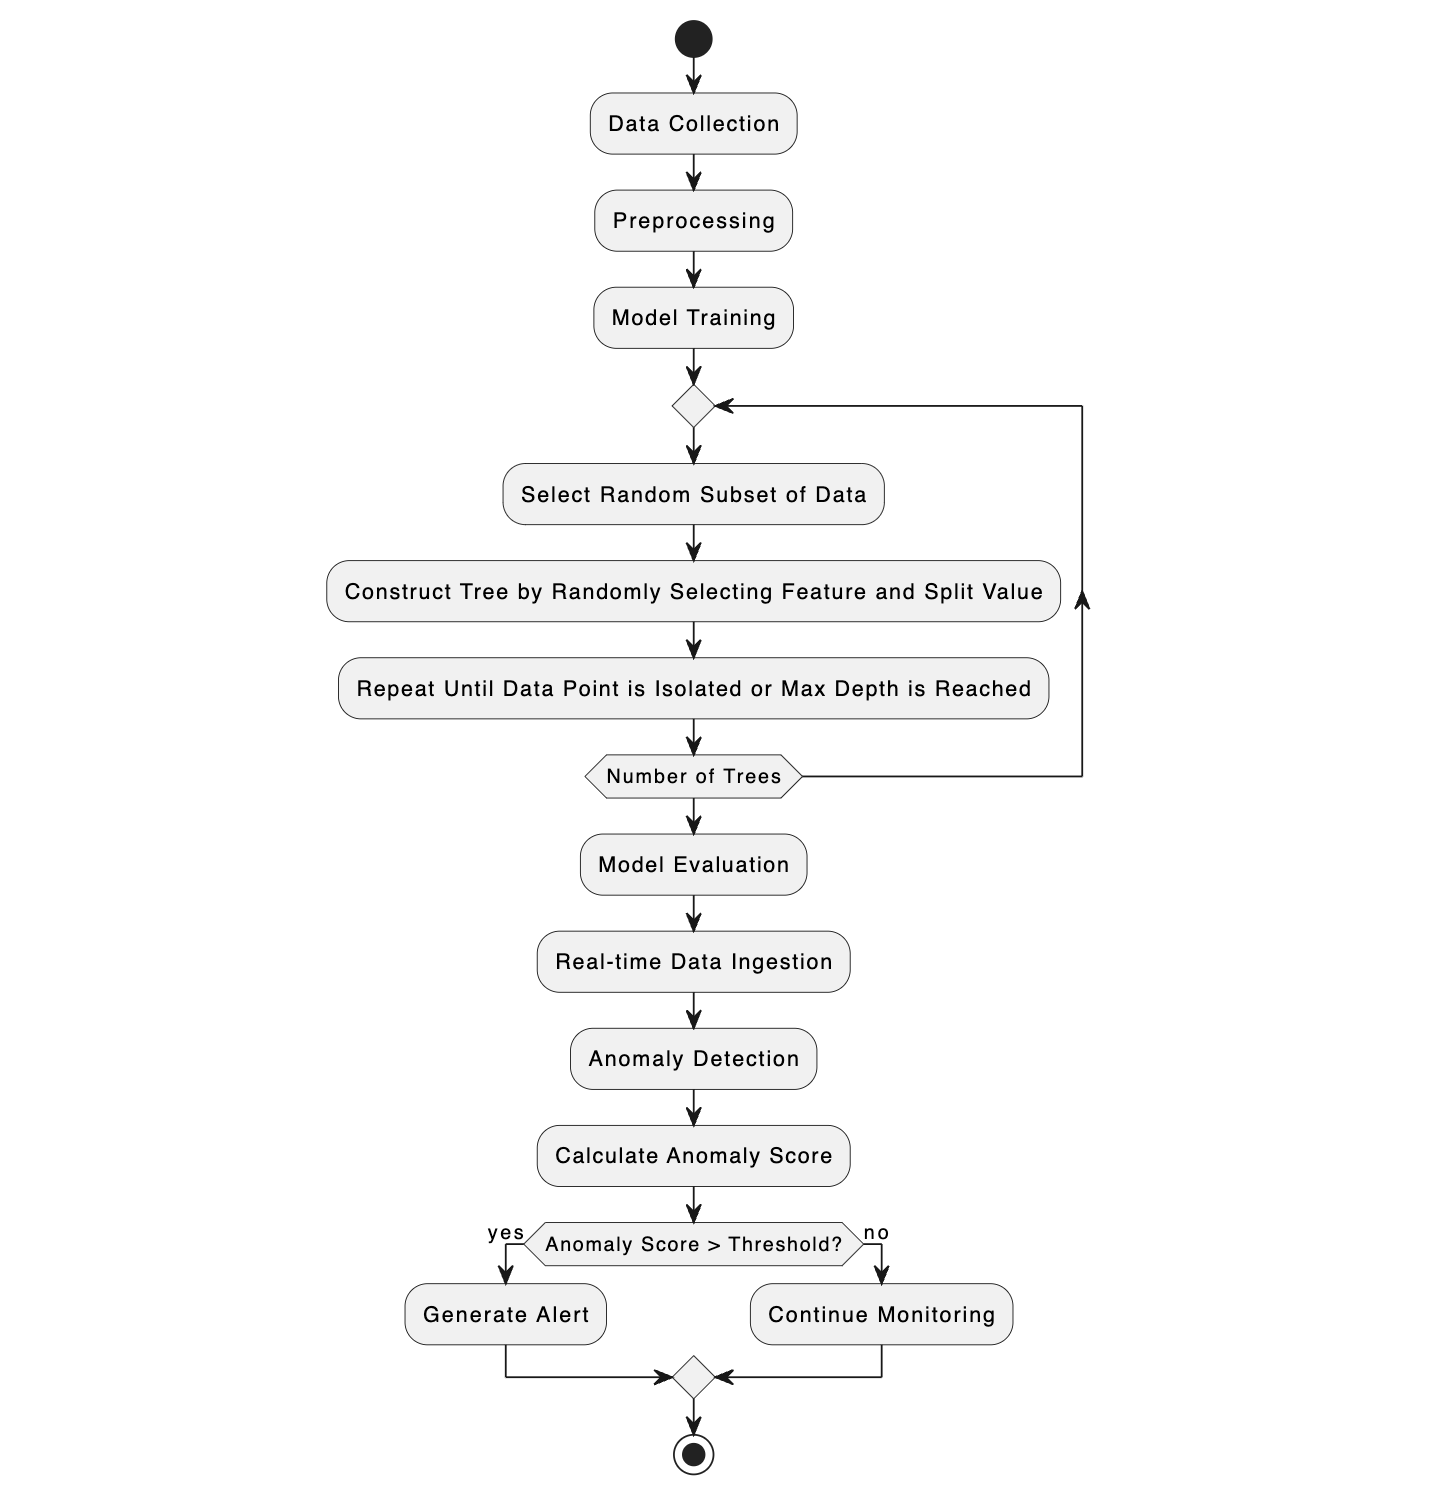 Data Collection
Preprocessing
Model Training
Select Random Subset of Data
Construct Tree by Randomly Selecting Feature and Split Value
Repeat Until Data Point is Isolated or Max Depth is Reached
Number of Trees
Model Evaluation
Real-time Data Ingestion
Anomaly Detection
Calculate Anomaly Score
yes
Anomaly Score > Threshold?
no
Generate Alert
Continue Monitoring